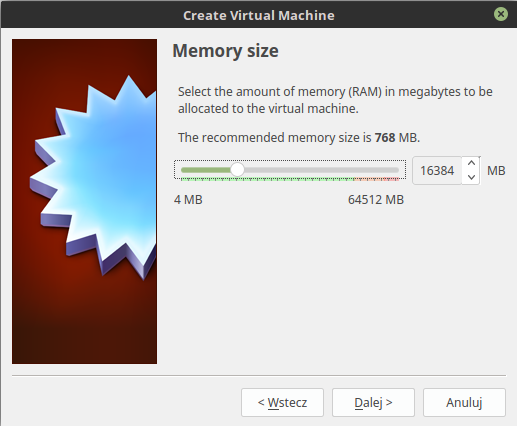 Create Virtual Machine
Memory size
Select the amount of memory (RAM) in megabytes to be
allocated to the virtual machine.
The recommended memory size is 768 MB.
16384 MB
4 MB 64512 MB
< Wstecz Dalej > Anuluj